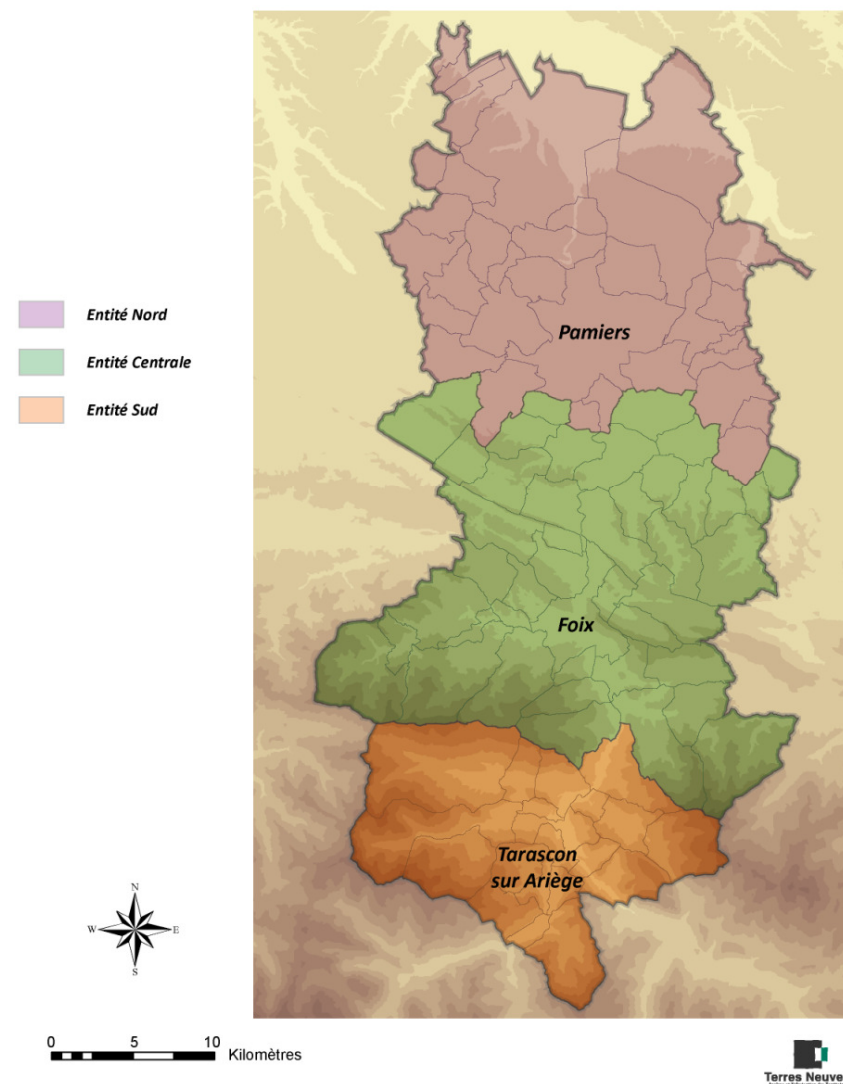 Entité Nord
Entité Centrale
Entité Sud
Pamiers
Foix
Tarascon
sur Ariège
N
W
E
S
0 5 10 Kilomètres
Terres Neuve